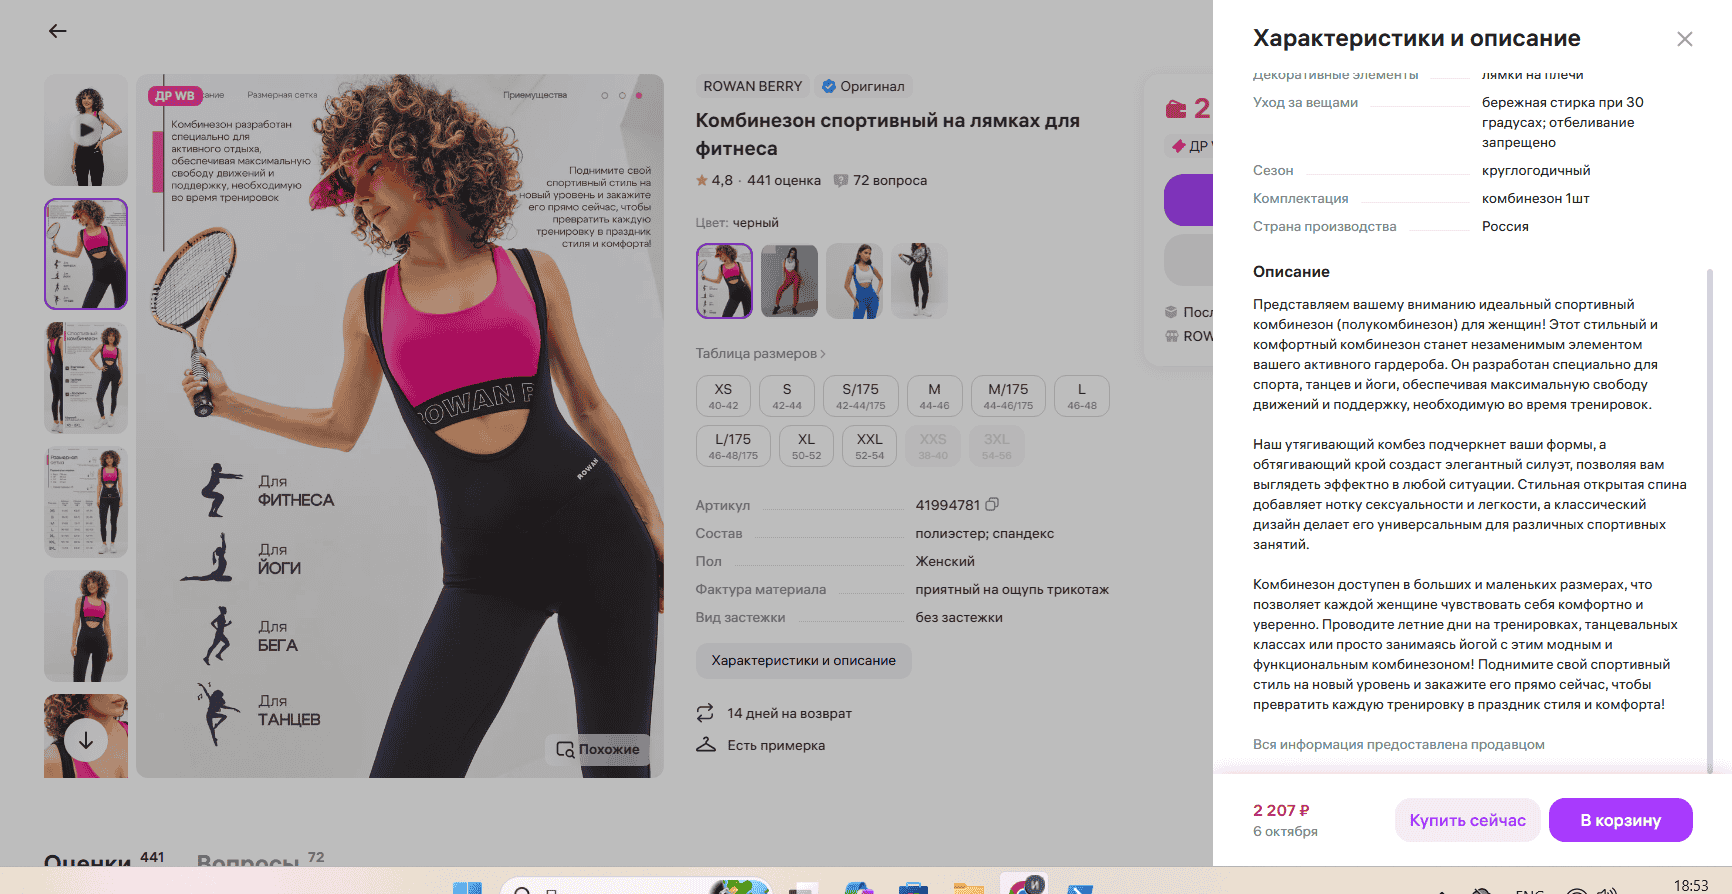 ДР WB
Размерная сетка
Преимущества
Комбинезон разработан
специально для
активного отдыха,
обеспечивая максимальную
свободу движений и
поддержку, необходимую
во время тренировок
Поднимите свой
спортивный стиль на
новый уровень и закажите
его прямо сейчас, чтобы
превратить каждую
тренировку в праздник
стиля и комфорта!
ROWAN
Для
ФИТНЕСА
Для
ЙОГИ
Для
БЕГА
Для
ТАНЦЕВ
Похожие
ROWAN BERRY
Оригинал
Комбинезон спортивный на лямках для
фитнеса
4,8 · 441 оценка 72 вопроса
Цвет: черный
Таблица размеров
XS S S/175 M M/175 L
40-42 42-44 42-44/175 44-46 44-46/175 46-48
L/175 XL XXL XXS 3XL
46-48/175 50-52 52-54 38-40 54-56
Артикул 41994781
Состав полиэстер; спандекс
Пол Женский
Фактура материала приятный на ощупь трикотаж
Вид застежки без застежки
Характеристики и описание
14 дней на возврат
Есть примерка
2
ДР
Посл
ROW
Оценки 441 Вопросы 72
Характеристики и описание
Декоративные элементы лямки на плечи
Уход за вещами бережная стирка при 30
градусах; отбеливание
запрещено
Сезон круглогодичный
Комплектация комбинезон 1шт
Страна производства Россия
Описание
Представляем вашему вниманию идеальный спортивный
комбинезон (полукомбинезон) для женщин! Этот стильный и
комфортный комбинезон станет незаменимым элементом
вашего активного гардероба. Он разработан специально для
спорта, танцев и йоги, обеспечивая максимальную свободу
движений и поддержку, необходимую во время тренировок.
Наш утягивающий комбез подчеркнет ваши формы, а
обтягивающий крой создаст элегантный силуэт, позволяя вам
выглядеть эффектно в любой ситуации. Стильная открытая спина
добавляет нотку сексуальности и легкости, а классический
дизайн делает его универсальным для различных спортивных
занятий.
Комбинезон доступен в больших и маленьких размерах, что
позволяет каждой женщине чувствовать себя комфортно и
уверенно. Проводите летние дни на тренировках, танцевальных
классах или просто занимаясь йогой с этим модным и
функциональным комбинезоном! Поднимите свой спортивный
стиль на новый уровень и закажите его прямо сейчас, чтобы
превратить каждую тренировку в праздник стиля и комфорта!
Вся информация предоставлена продавцом
2 207 ₽
6 октября
Купить сейчас
В корзину
18:53